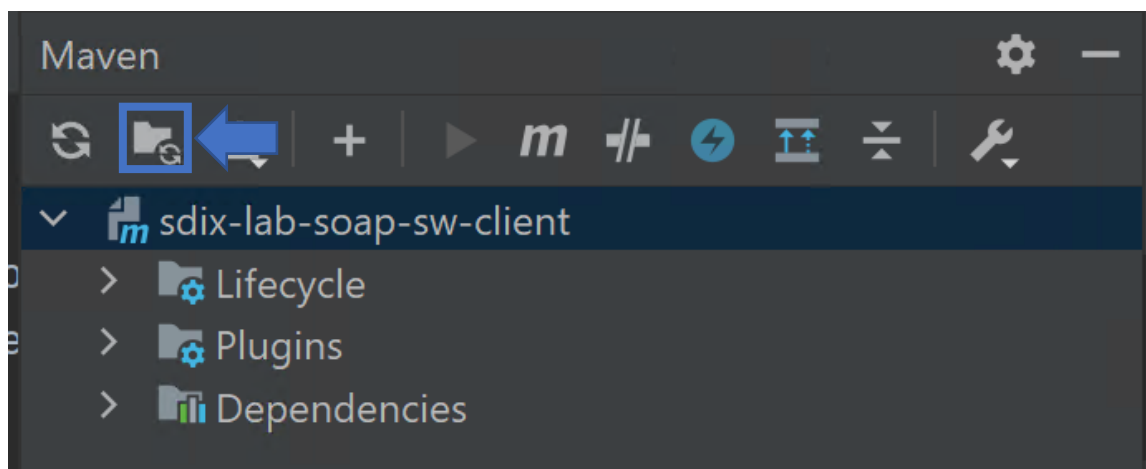 Maven
m
sdix-lab-soap-sw-client
Lifecycle
Plugins
Dependencies